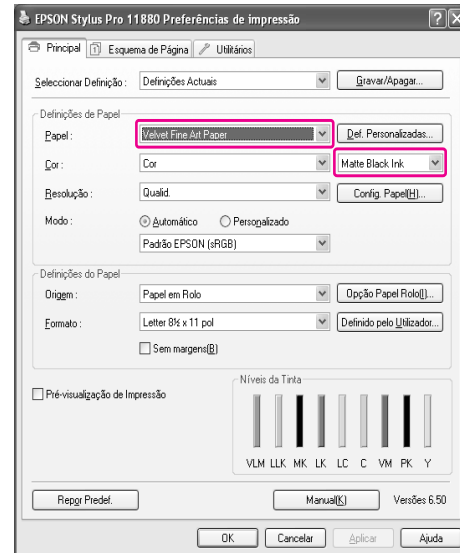 EPSON Stylus Pro 11880 Preferências de impressão
Principal Esquema de Página Utilitários
Seleccionar Definição : Definições Actuais Gravar/Apagar...
Definições de Papel
Papel : Velvet Fine Art Paper Def. Personalizadas...
Cor : Cor Matte Black Ink
Resolução : Qualid. Config. Papel(H)...
Modo : Automático Personalizado
Padrão EPSON (sRGB)
Definições do Papel
Origem : Papel em Rolo Opção Papel Rolo(I)...
Formato : Letter 8½ x 11 pol Definido pelo Utilizador...
Sem margens(B)
Pré-visualização de Impressão
Níveis da Tinta
VLM LLK MK LK LC C VM PK Y
Repor Predef. Manual(K) Versões 6.50
OK Cancelar Aplicar Ajuda